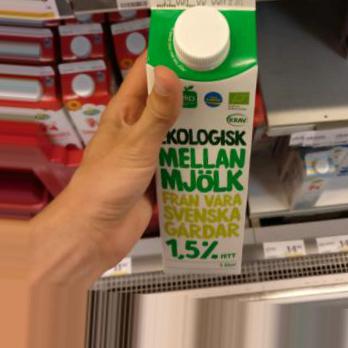 KRAV
EKOLOGISK
MELLAN
MJÖLK
FRÅN VÅRA
SVENSKA
GÅRDAR
1,5%